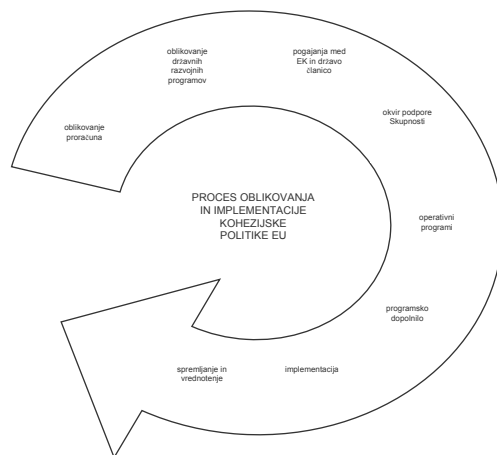 oblikovanje
proračuna
oblikovanje
državnih
razvojnih
programov
pogajanja med
EK in državo
članico
okvir podpore
Skupnosti
operativni
programi
programsko
dopolnilo
implementacija
spremljanje in
vrednotenje
PROCES OBLIKOVANJA
IN IMPLEMENTACIJE
KOHEZIJSKE
POLITIKE EU